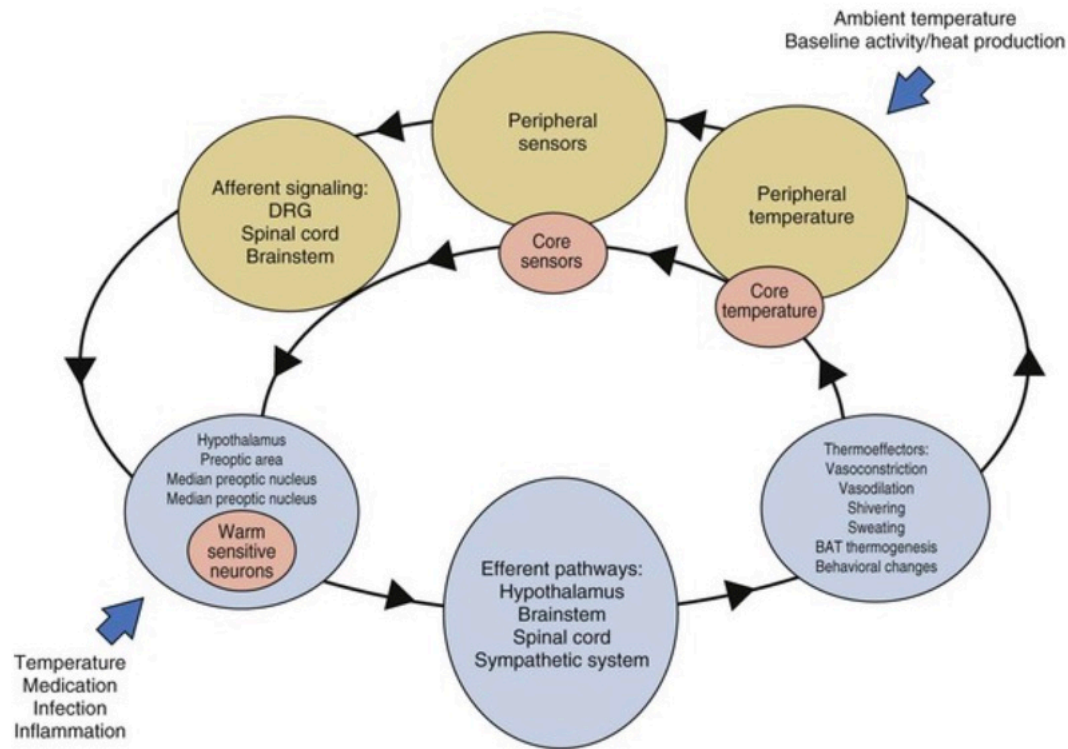 Ambient temperature
Baseline activity/heat production
Peripheral
sensors
Peripheral
temperature
Afferent signaling:
DRG
Spinal cord
Brainstem
Core
sensors
Core
temperature
Hypothalamus
Preoptic area
Median preoptic nucleus
Median preoptic nucleus
Warm
sensitive
neurons
Efferent pathways:
Hypothalamus
Brainstem
Spinal cord
Sympathetic system
Thermoeffectors:
Vasoconstriction
Vasodilation
Shivering
Sweating
BAT thermogenesis
Behavioral changes
Temperature
Medication
Infection
Inflammation